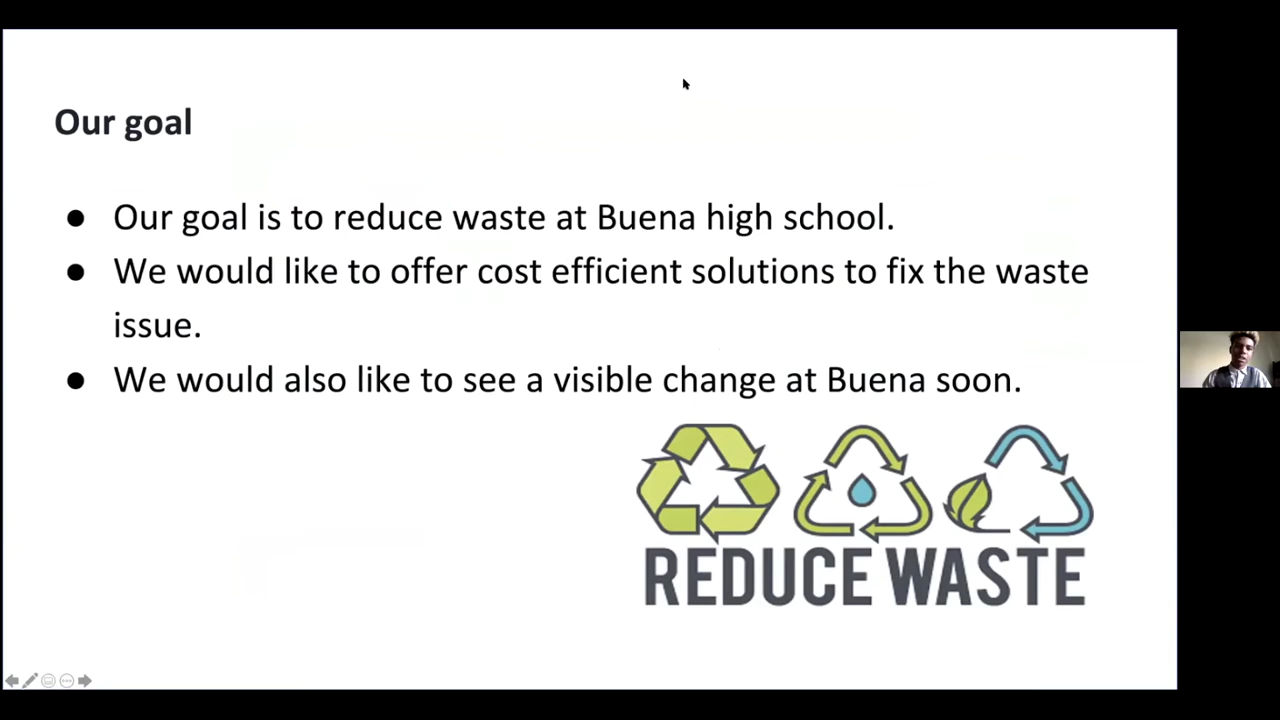 Our goal
● Our goal is to reduce waste at Buena high school.
● We would like to offer cost efficient solutions to fix the waste
issue.
● We would also like to see a visible change at Buena soon.
REDUCE WASTE